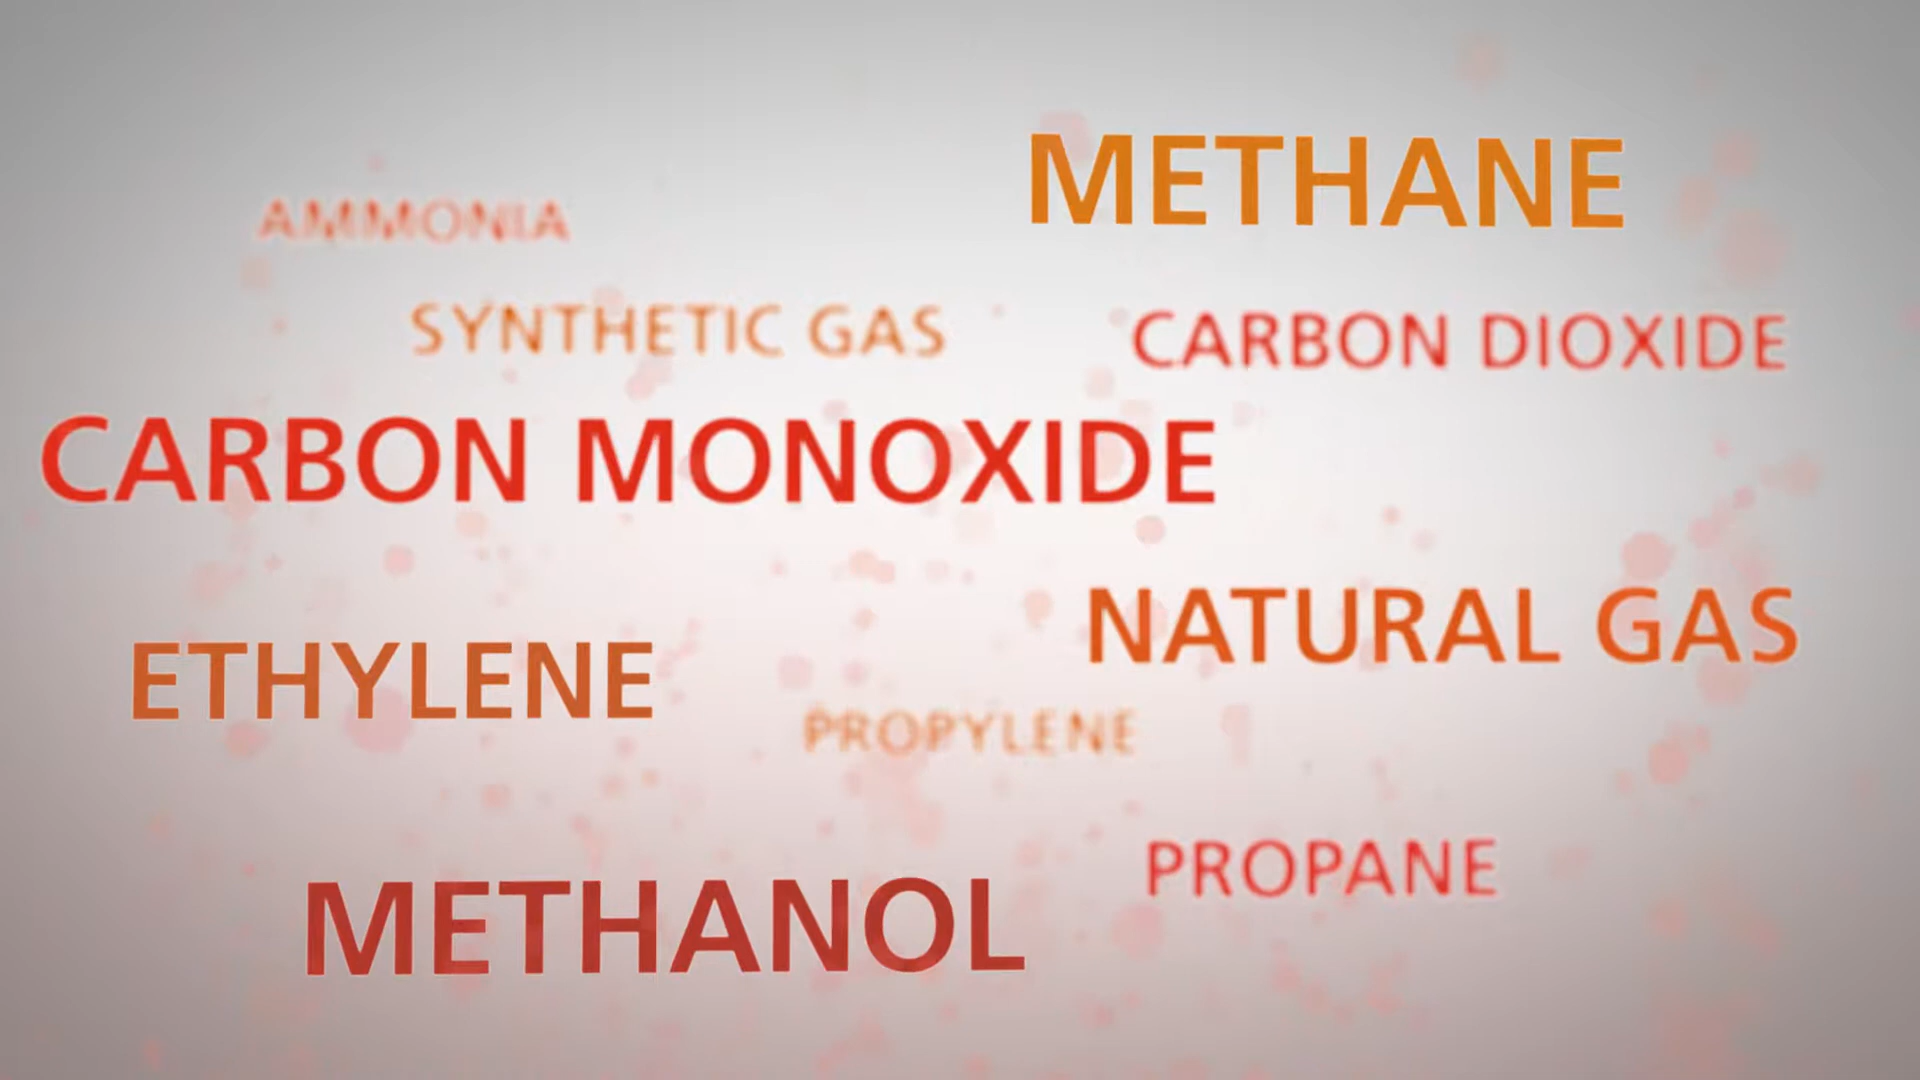 METHANE
AMMONIA
SYNTHETIC GAS
CARBON DIOXIDE
CARBON MONOXIDE
NATURAL GAS
ETHYLENE
PROPYLENE
PROPANE
METHANOL